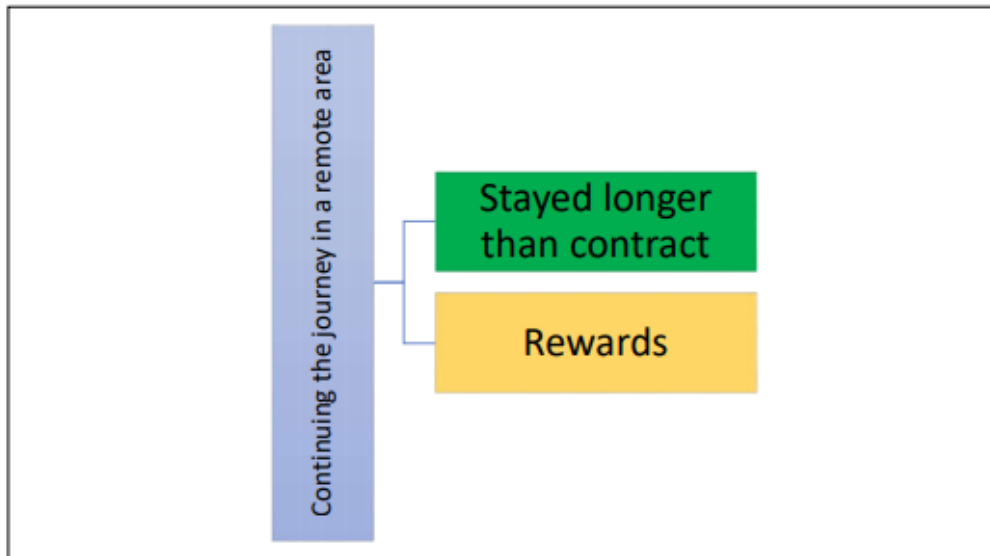 Continuing the journey in a remote area
Stayed longer
than contract
Rewards